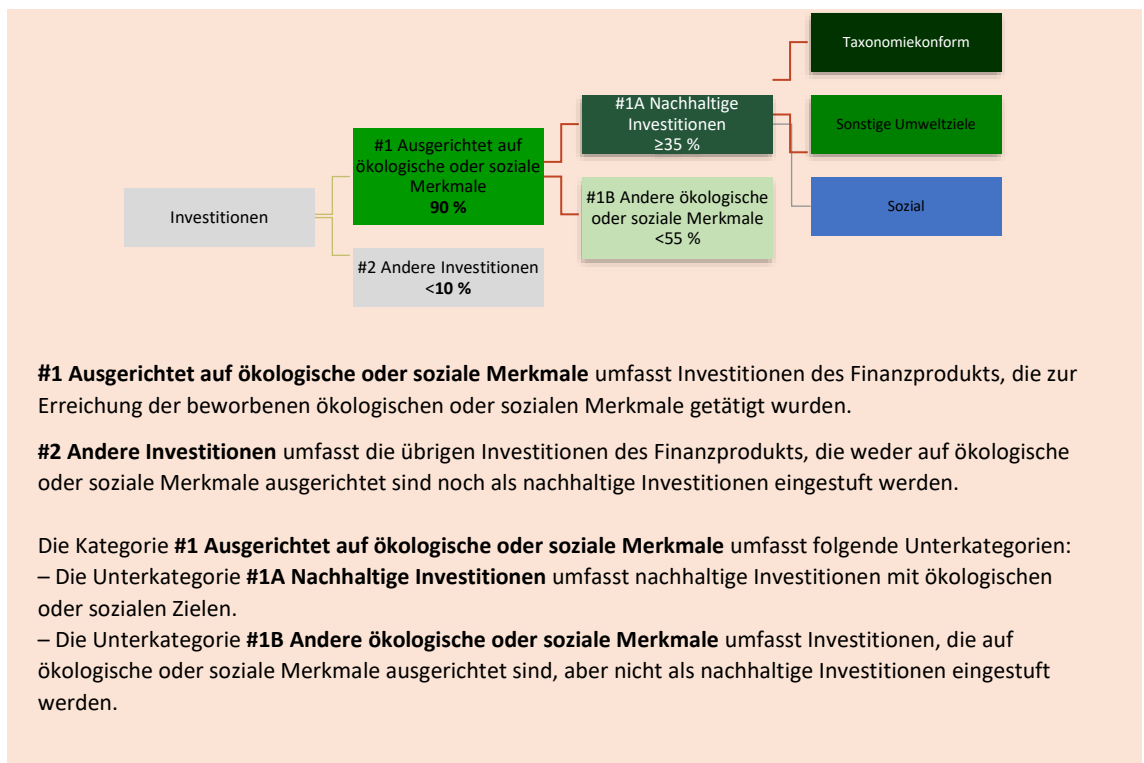 Taxonomiekonform
#1A Nachhaltige
Investitionen
≥35 %
Sonstige Umweltziele
#1 Ausgerichtet auf
ökologische oder soziale
Merkmale
90 %
#1B Andere ökologische
oder soziale Merkmale
<55 %
Sozial
Investitionen
#2 Andere Investitionen
<10 %
#1 Ausgerichtet auf ökologische oder soziale Merkmale umfasst Investitionen des Finanzprodukts, die zur
Erreichung der beworbenen ökologischen oder sozialen Merkmale getätigt wurden.
#2 Andere Investitionen umfasst die übrigen Investitionen des Finanzprodukts, die weder auf ökologische
oder soziale Merkmale ausgerichtet sind noch als nachhaltige Investitionen eingestuft werden.
Die Kategorie #1 Ausgerichtet auf ökologische oder soziale Merkmale umfasst folgende Unterkategorien:
– Die Unterkategorie #1A Nachhaltige Investitionen umfasst nachhaltige Investitionen mit ökologischen
oder sozialen Zielen.
– Die Unterkategorie #1B Andere ökologische oder soziale Merkmale umfasst Investitionen, die auf
ökologische oder soziale Merkmale ausgerichtet sind, aber nicht als nachhaltige Investitionen eingestuft
werden.